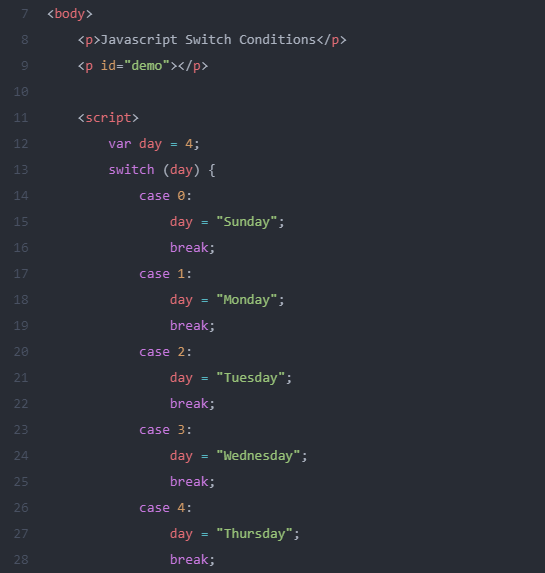 7 <body>
8 <p>Javascript Switch Conditions</p>
9 <p id="demo"></p>
10
11 <script>
12 var day = 4;
13 switch (day) {
14 case 0:
15 day = "Sunday";
16 break;
17 case 1:
18 day = "Monday";
19 break;
20 case 2:
21 day = "Tuesday";
22 break;
23 case 3:
24 day = "Wednesday";
25 break;
26 case 4:
27 day = "Thursday";
28 break;